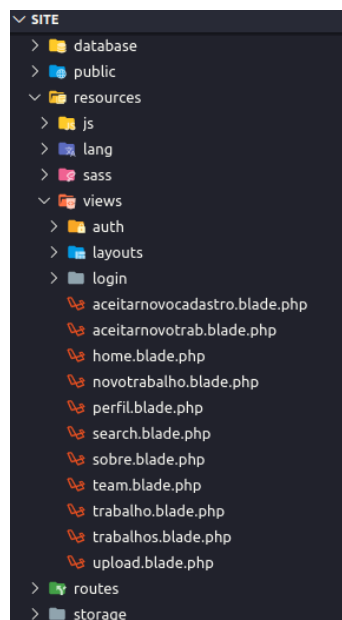 SITE
database
public
resources
js
lang
sass
views
auth
layouts
login
aceitarnovocadastro.blade.php
aceitarnovotrab.blade.php
home.blade.php
novotrabalho.blade.php
perfil.blade.php
search.blade.php
sobre.blade.php
team.blade.php
trabalho.blade.php
trabalhos.blade.php
upload.blade.php
routes
storage